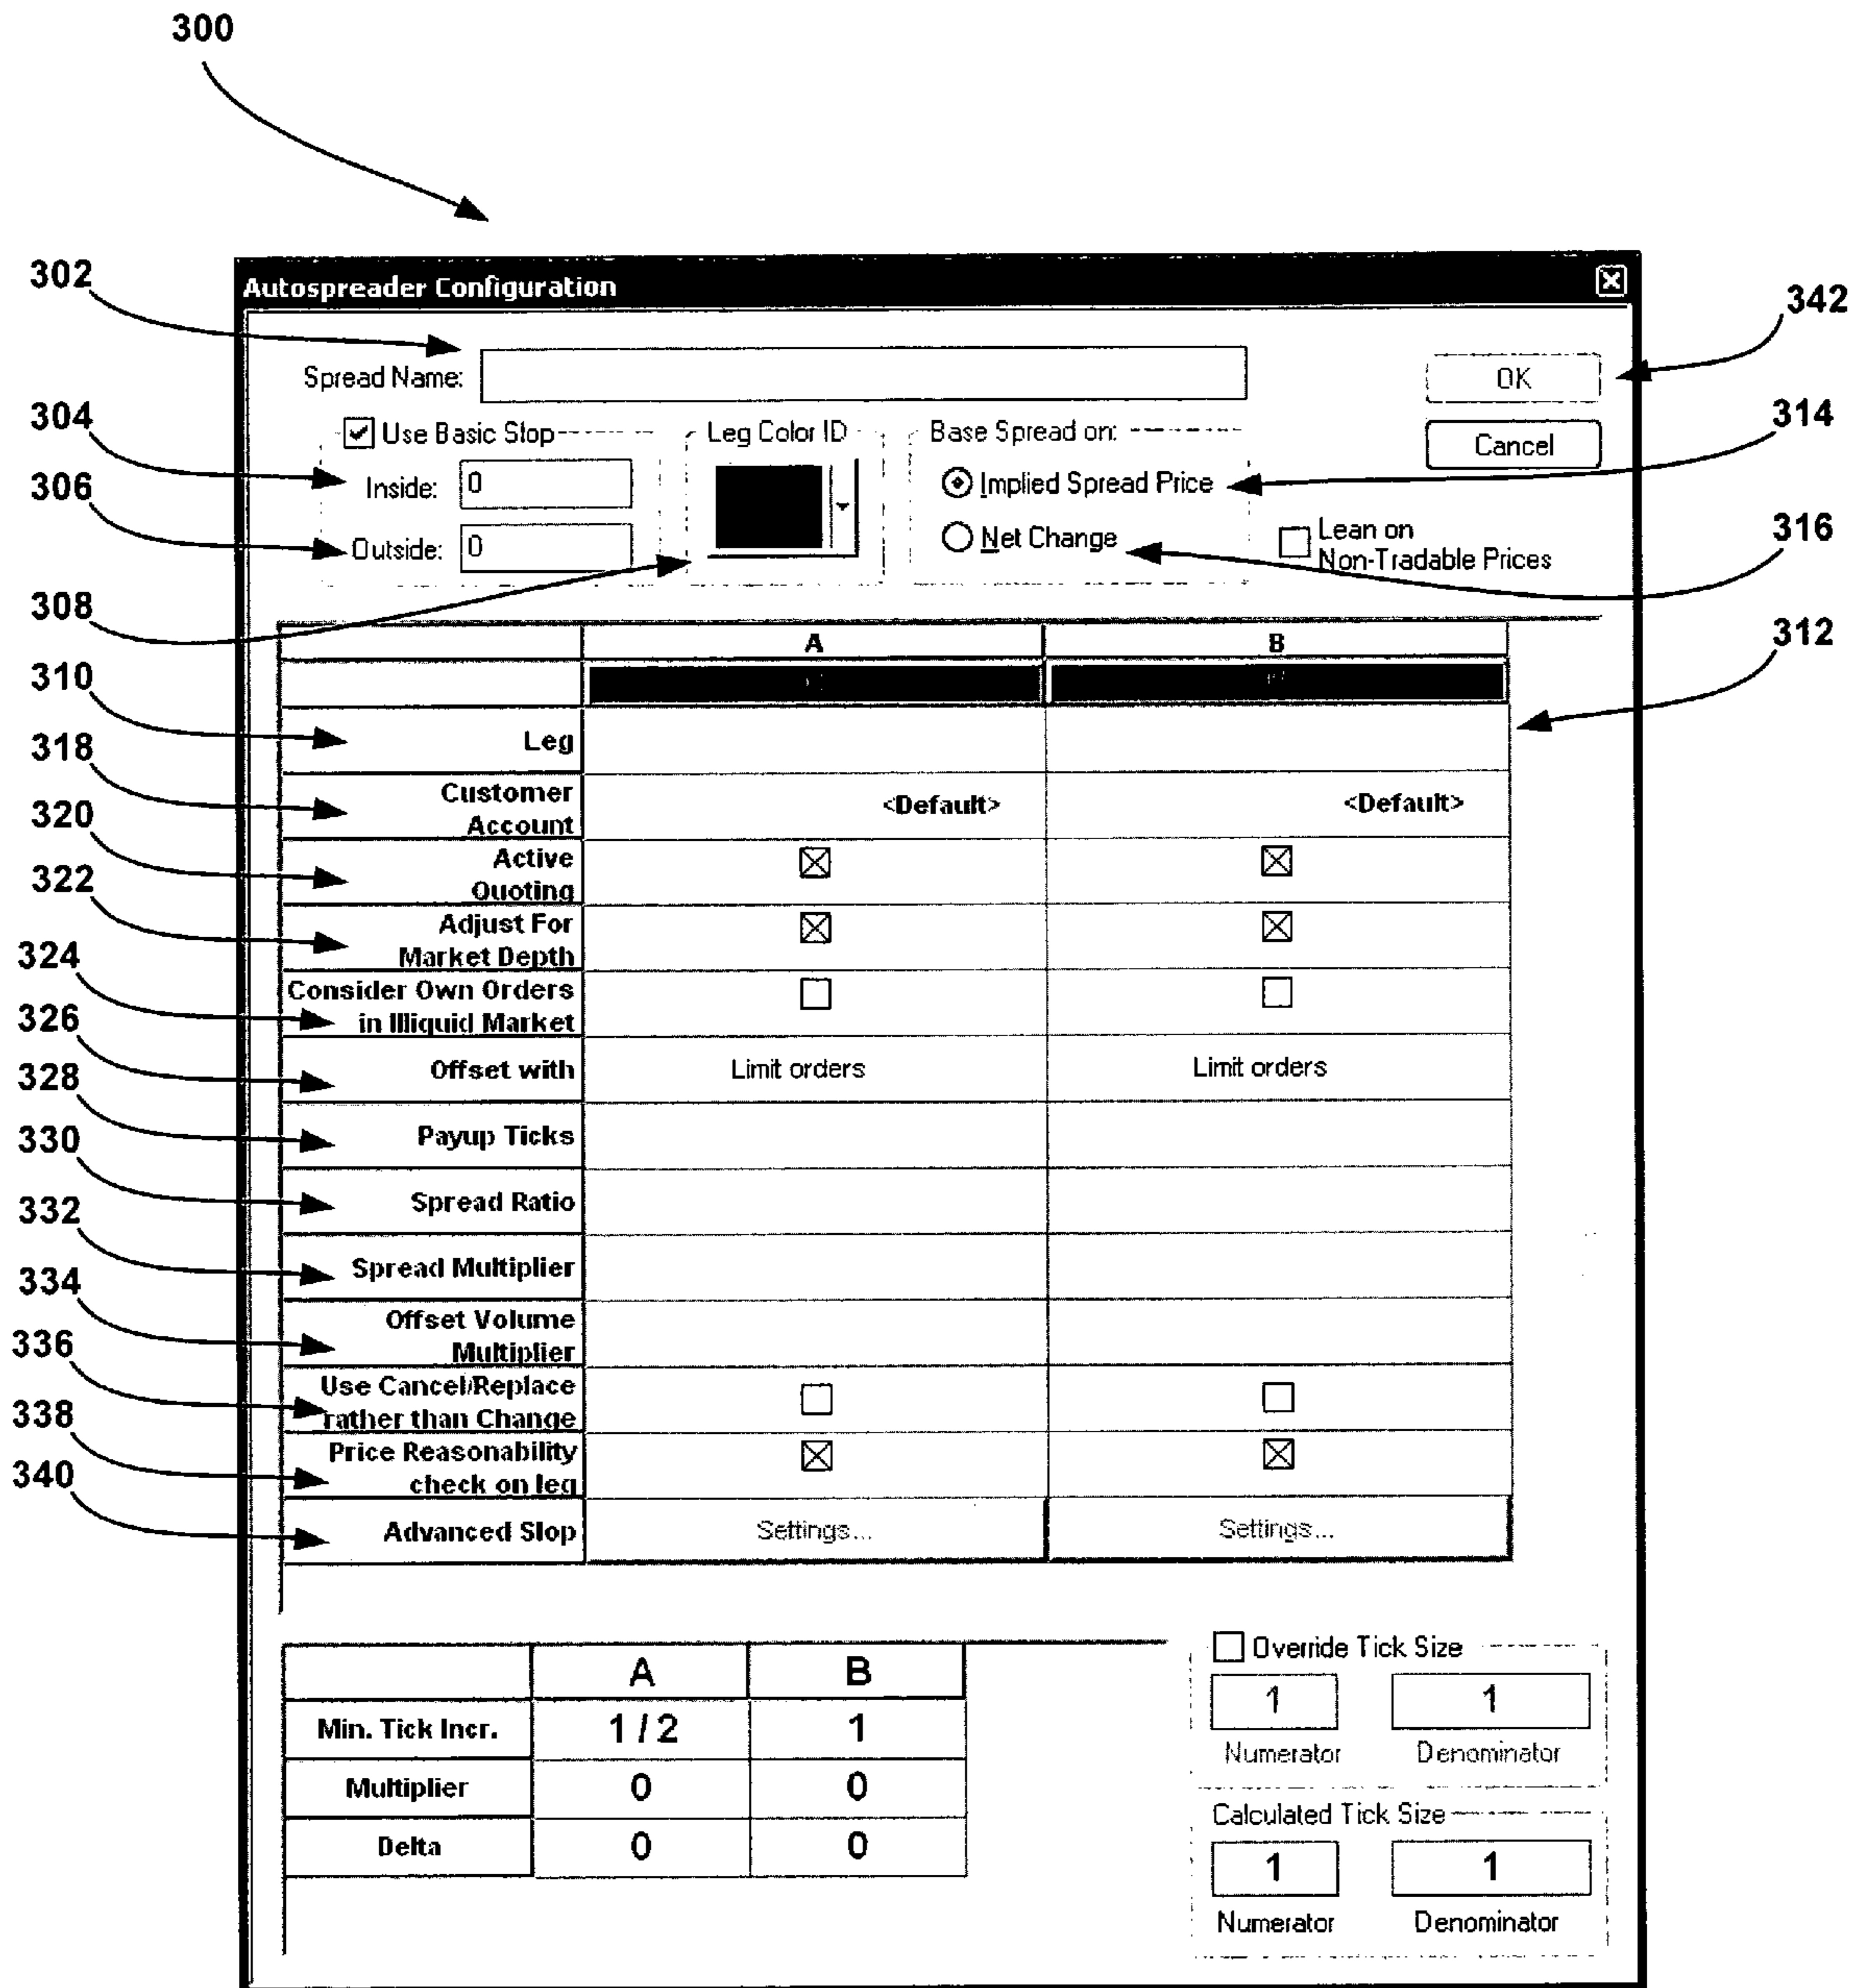 300
302
304
306
308
310
318
320
322
324
326
328
330
332
334
336
338
340
342
314
316
312
Autospreader Configuration
Spread Name:
OK
Cancel
Use Basic Slop
Inside: 0
Outside: 0
Leg Color ID
Base Spread on:
Implied Spread Price
Net Change
Lean on
Non-Tradable Prices
A B
Leg
Customer
Account <Default> <Default>
Active
Quoting
Adjust For
Market Depth
Consider Own Orders
in Illiquid Market
Offset with Limit orders Limit orders
Payup Ticks
Spread Ratio
Spread Multiplier
Offset Volume
Multiplier
Use Cancel/Replace
rather than Change
Price Reasonability
check on leg
Advanced Slop Settings... Settings...
A B
Min. Tick Incr. 1 / 2 1
Multiplier 0 0
Delta 0 0
Override Tick Size
1 1
Numerator Denominator
Calculated Tick Size
1 1
Numerator Denominator